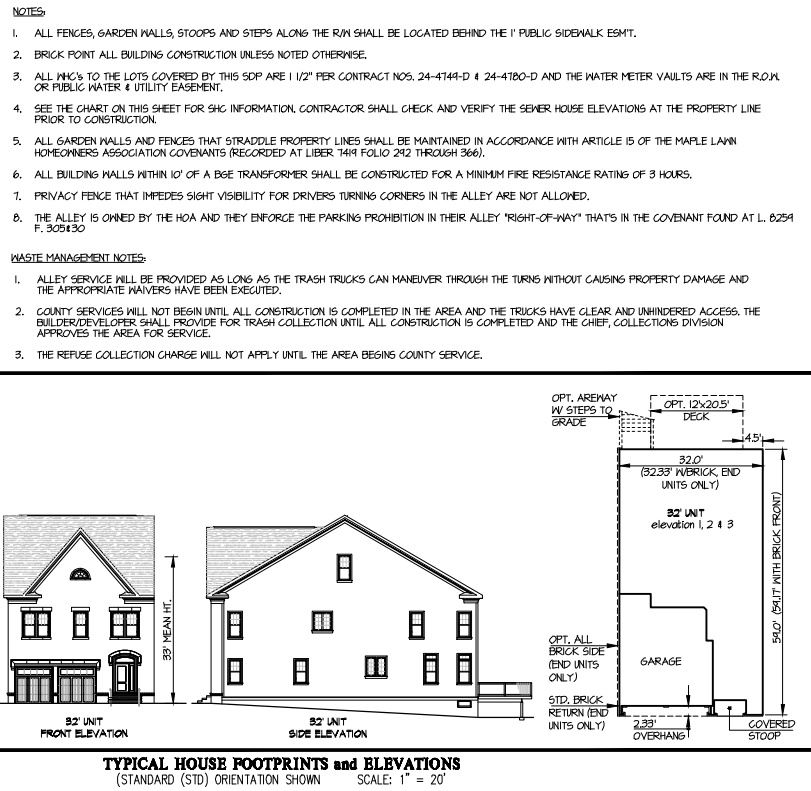 NOTES:
1. ALL FENCES, GARDEN WALLS, STOOPS AND STEPS ALONG THE R/W SHALL BE LOCATED BEHIND THE 1' PUBLIC SIDEWALK ESM'T.
2. BRICK POINT ALL BUILDING CONSTRUCTION UNLESS NOTED OTHERWISE.
3. ALL WHC's TO THE LOTS COVERED BY THIS SDP ARE 1 1/2" PER CONTRACT NOS. 24-4749-D & 24-4780-D AND THE WATER METER VAULTS ARE IN THE R.O.W.
OR PUBLIC WATER & UTILITY EASEMENT.
4. SEE THE CHART ON THIS SHEET FOR SHC INFORMATION. CONTRACTOR SHALL CHECK AND VERIFY THE SEWER HOUSE ELEVATIONS AT THE PROPERTY LINE
PRIOR TO CONSTRUCTION.
5. ALL GARDEN WALLS AND FENCES THAT STRADDLE PROPERTY LINES SHALL BE MAINTAINED IN ACCORDANCE WITH ARTICLE 15 OF THE MAPLE LAWN
HOMEOWNERS ASSOCIATION COVENANTS (RECORDED AT LIBER 7419 FOLIO 292 THROUGH 366).
6. ALL BUILDING WALLS WITHIN 10' OF A BGE TRANSFORMER SHALL BE CONSTRUCTED FOR A MINIMUM FIRE RESISTANCE RATING OF 3 HOURS.
7. PRIVACY FENCE THAT IMPEDES SIGHT VISIBILITY FOR DRIVERS TURNING CORNERS IN THE ALLEY ARE NOT ALLOWED.
8. THE ALLEY IS OWNED BY THE HOA AND THEY ENFORCE THE PARKING PROHIBITION IN THEIR ALLEY "RIGHT-OF-WAY" THAT'S IN THE COVENANT FOUND AT L. 8259
F. 305&30
WASTE MANAGEMENT NOTES:
1. ALLEY SERVICE WILL BE PROVIDED AS LONG AS THE TRASH TRUCKS CAN MANEUVER THROUGH THE TURNS WITHOUT CAUSING PROPERTY DAMAGE AND
THE APPROPRIATE WAIVERS HAVE BEEN EXECUTED.
2. COUNTY SERVICES WILL NOT BEGIN UNTIL ALL CONSTRUCTION IS COMPLETED IN THE AREA AND THE TRUCKS HAVE CLEAR AND UNHINDERED ACCESS. THE
BUILDER/DEVELOPER SHALL PROVIDE FOR TRASH COLLECTION UNTIL ALL CONSTRUCTION IS COMPLETED AND THE CHIEF, COLLECTIONS DIVISION
APPROVES THE AREA FOR SERVICE.
3. THE REFUSE COLLECTION CHARGE WILL NOT APPLY UNTIL THE AREA BEGINS COUNTY SERVICE.
33' MEAN HT.
32' UNIT
FRONT ELEVATION
32' UNIT
SIDE ELEVATION
OPT. AREWAY
W/ STEPS TO
GRADE
OPT. 12'x20.5'
DECK
4.5'
32.0'
(32.33' W/BRICK, END
UNITS ONLY)
32' UNIT
elevation 1, 2 & 3
59.0' (59.17' WITH BRICK FRONT)
OPT. ALL
BRICK SIDE
(END UNITS
ONLY)
GARAGE
STD. BRICK
RETURN (END
UNITS ONLY)
2.33'
OVERHANG
COVERED
STOOP
TYPICAL HOUSE FOOTPRINTS and ELEVATIONS
(STANDARD (STD) ORIENTATION SHOWN SCALE: 1" = 20'